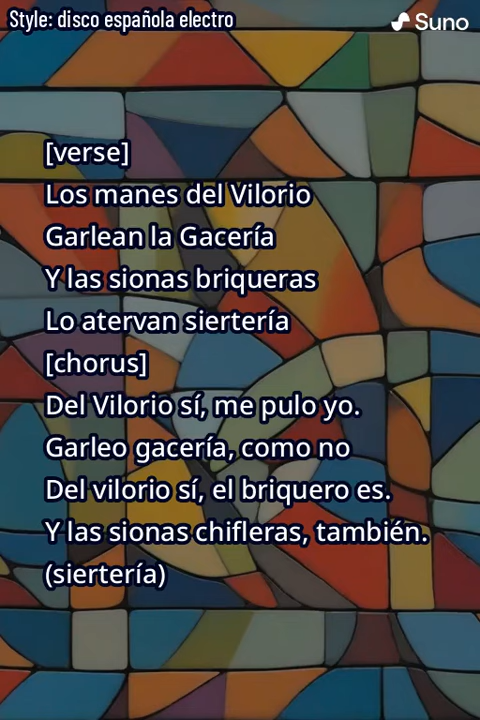 Style: disco española electro
Suno
[verse]
Los manes del Vilorio
Garlean la Gacería
Y las sionas briqueras
Lo atervan siertería
[chorus]
Del Vilorio sí, me pulo yo.
Garleo gacería, como no
Del vilorio sí, el briquero es.
Y las sionas chifleras, también.
(siertería)